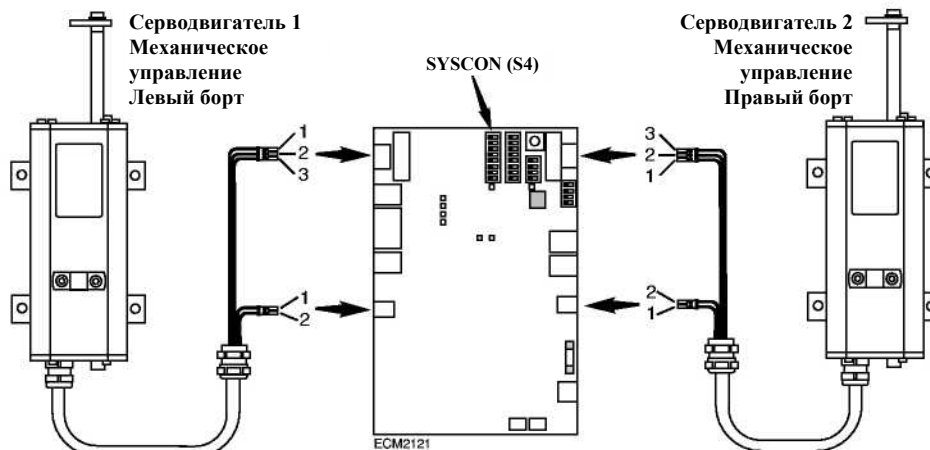 Серводвигатель 1
Механическое
управление
Левый борт
SYSCON (S4)
Серводвигатель 2
Механическое
управление
Правый борт
1
2
3
3
2
1
1
2
2
1
ECM2121